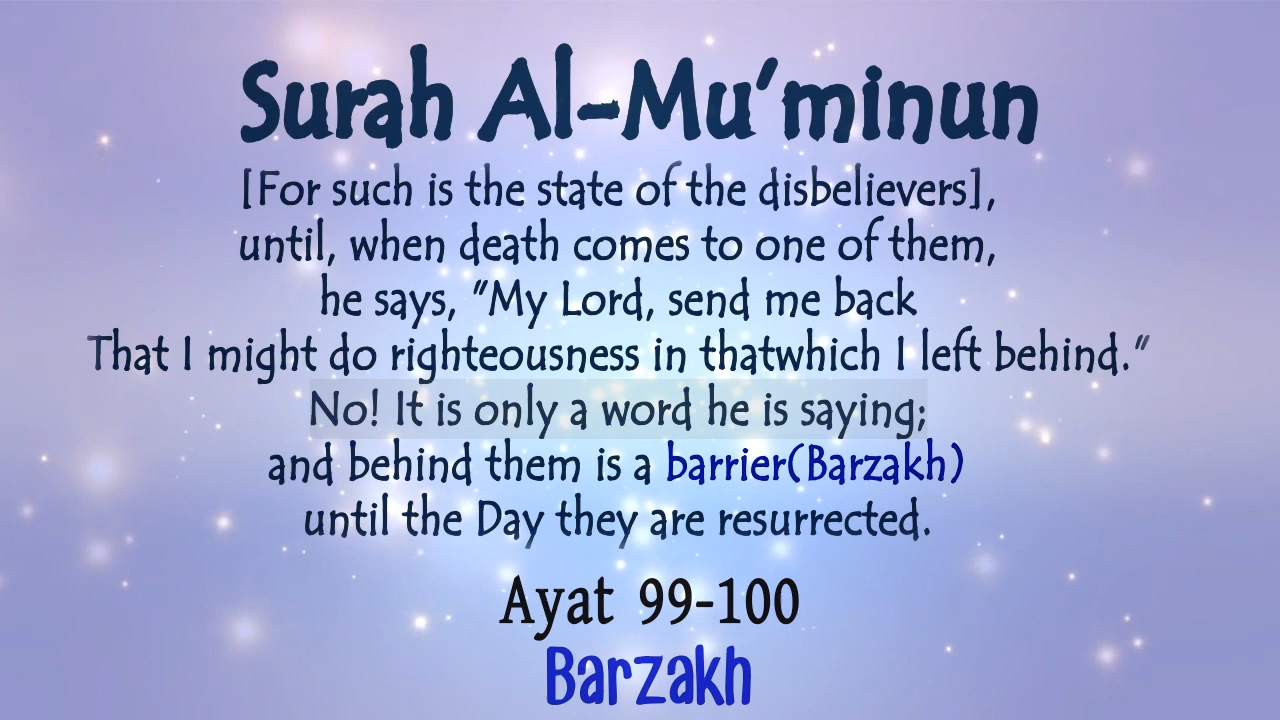 Surah Al-Mu'minun
[For such is the state of the disbelievers],
until, when death comes to one of them,
he says, "My Lord, send me back
That I might do righteousness in thatwhich I left behind."
No! It is only a word he is saying;
and behind them is a barrier(Barzakh)
until the Day they are resurrected.
Ayat 99-100
Barzakh